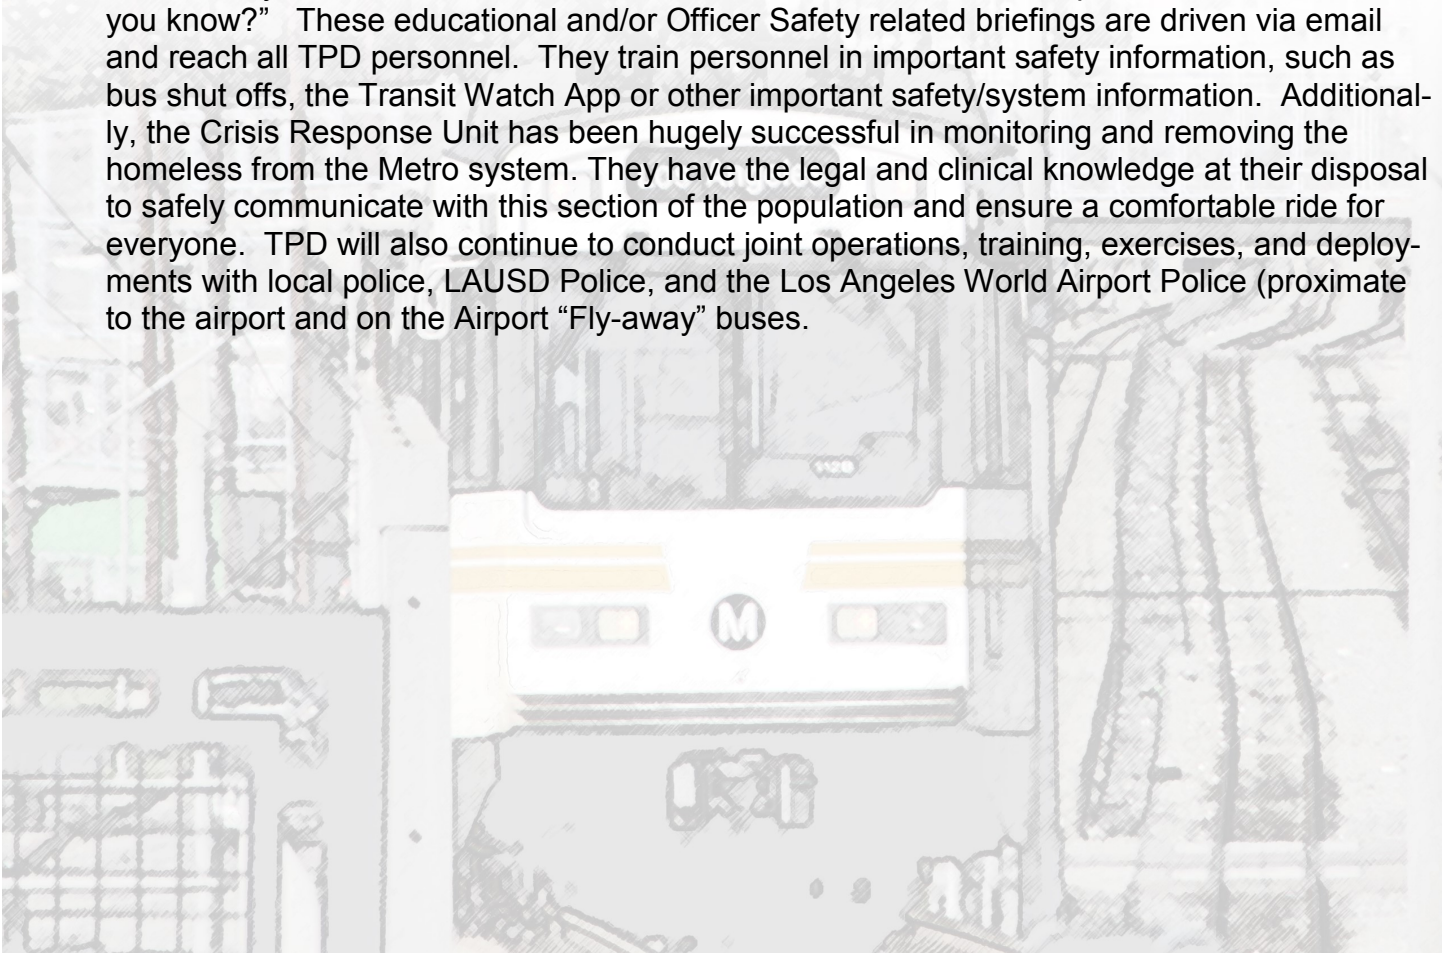 you know?”   These educational and/or Officer Safety related briefings are driven via email
and reach all TPD personnel.  They train personnel in important safety information, such as
bus shut offs, the Transit Watch App or other important safety/system information.  Additional-
ly, the Crisis Response Unit has been hugely successful in monitoring and removing the
homeless from the Metro system. They have the legal and clinical knowledge at their disposal
to safely communicate with this section of the population and ensure a comfortable ride for
everyone.  TPD will also continue to conduct joint operations, training, exercises, and deploy-
ments with local police, LAUSD Police, and the Los Angeles World Airport Police (proximate
to the airport and on the Airport “Fly-away” buses.
M